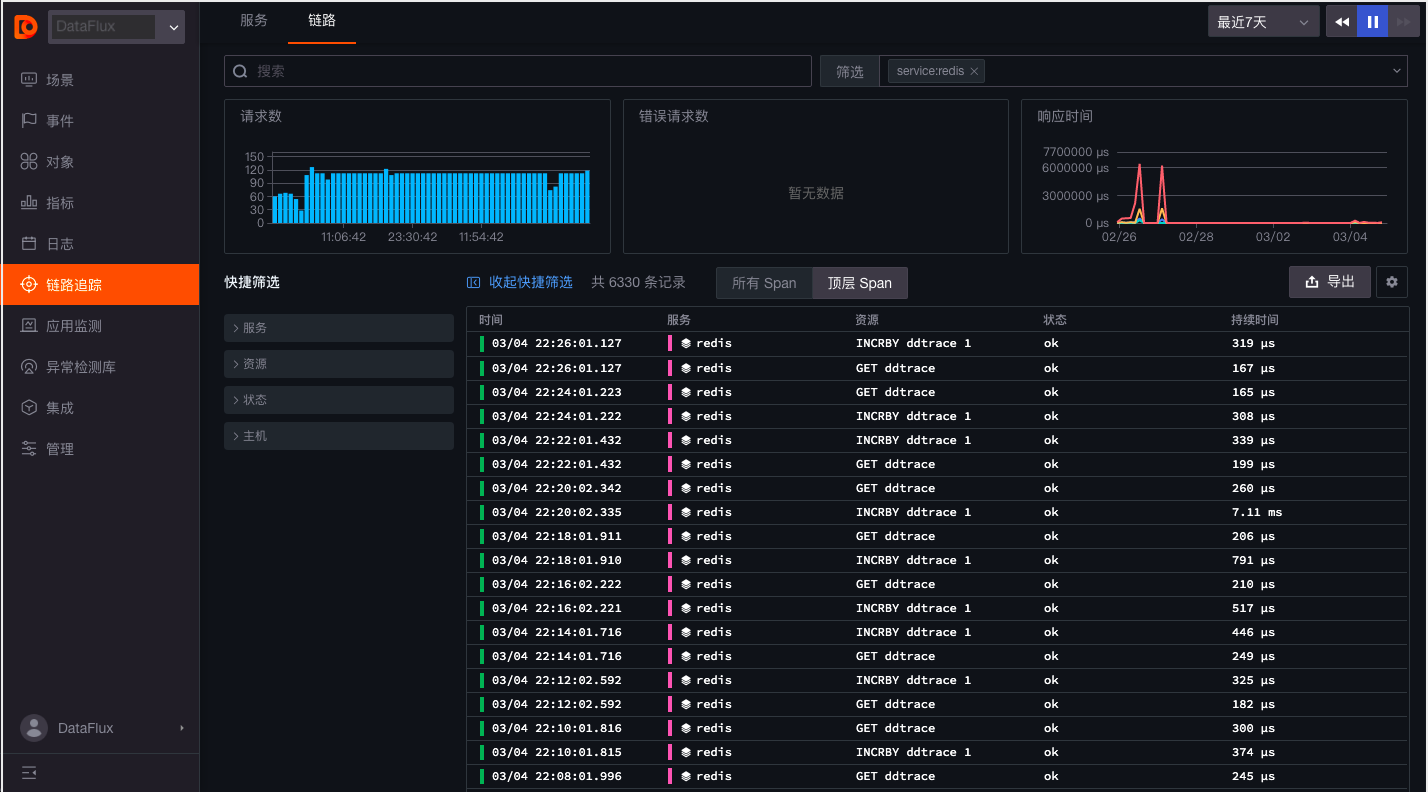 DataFlux
服务 链路
最近7天
场景
事件
对象
指标
日志
链路追踪
应用监测
异常检测库
集成
管理
DataFlux
搜索
筛选 service:redis
请求数
150
120
90
60
30
0
11:06:42 23:30:42 11:54:42
错误请求数
暂无数据
响应时间
7700000 µs
6000000 µs
3000000 µs
0 µs
02/26 02/28 03/02 03/04
快捷筛选
收起快捷筛选 共 6330 条记录 所有 Span 顶层 Span 导出
服务
资源
状态
主机
时间 服务 资源 状态 持续时间
03/04 22:26:01.127 redis INCRBY ddtrace 1 ok 319 µs
03/04 22:26:01.127 redis GET ddtrace ok 167 µs
03/04 22:24:01.223 redis GET ddtrace ok 165 µs
03/04 22:24:01.222 redis INCRBY ddtrace 1 ok 308 µs
03/04 22:22:01.432 redis INCRBY ddtrace 1 ok 339 µs
03/04 22:22:01.432 redis GET ddtrace ok 199 µs
03/04 22:20:02.342 redis GET ddtrace ok 260 µs
03/04 22:20:02.335 redis INCRBY ddtrace 1 ok 7.11 ms
03/04 22:18:01.911 redis GET ddtrace ok 206 µs
03/04 22:18:01.910 redis INCRBY ddtrace 1 ok 791 µs
03/04 22:16:02.222 redis GET ddtrace ok 210 µs
03/04 22:16:02.221 redis INCRBY ddtrace 1 ok 517 µs
03/04 22:14:01.716 redis INCRBY ddtrace 1 ok 446 µs
03/04 22:14:01.716 redis GET ddtrace ok 249 µs
03/04 22:12:02.592 redis INCRBY ddtrace 1 ok 325 µs
03/04 22:12:02.592 redis GET ddtrace ok 182 µs
03/04 22:10:01.816 redis GET ddtrace ok 300 µs
03/04 22:10:01.815 redis INCRBY ddtrace 1 ok 374 µs
03/04 22:08:01.996 redis GET ddtrace ok 245 µs